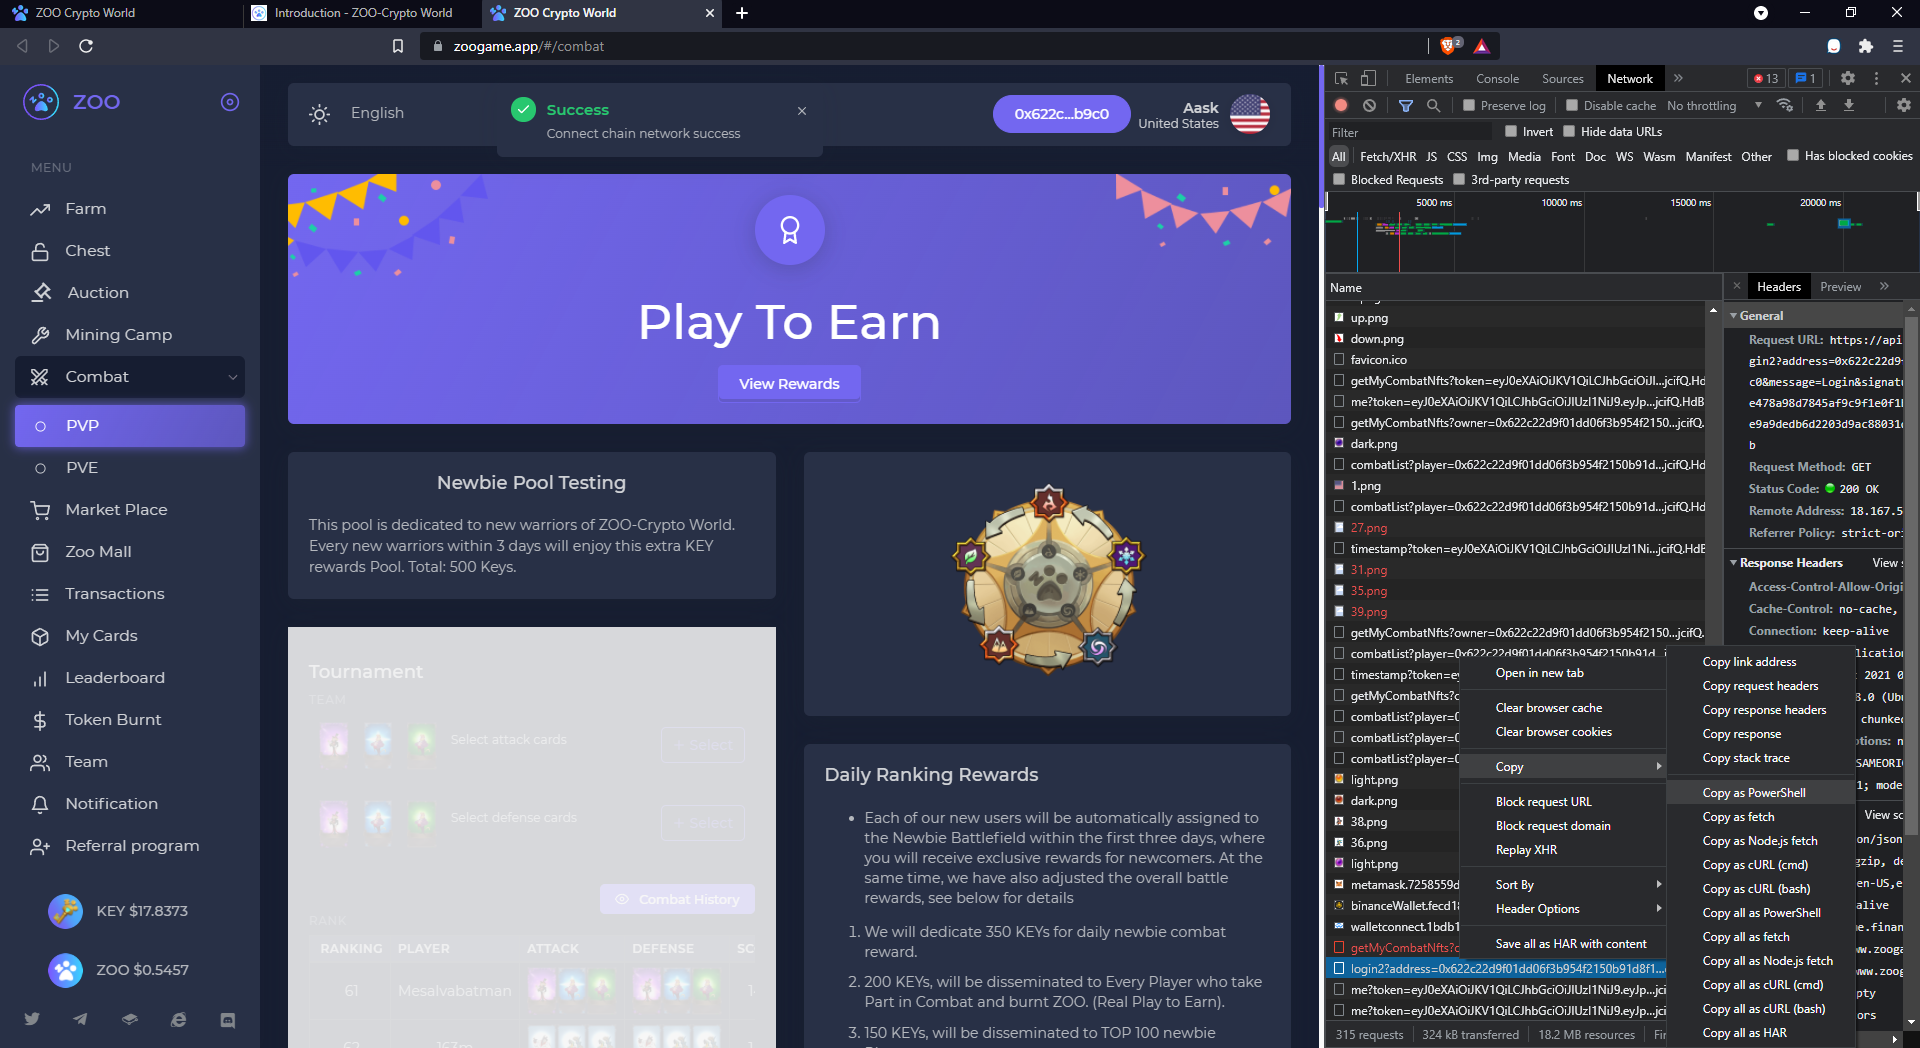 ZOO Crypto World
Introduction - ZOO-Crypto World
ZOO Crypto World
zoogame.app/#/combat
2
ZOO
MENU
Farm
Chest
Auction
Mining Camp
Combat
PVP
PVE
Market Place
Zoo Mall
Transactions
My Cards
Leaderboard
Token Burnt
Team
Notification
Referral program
KEY $17.8373
ZOO $0.5457
English
Success
Connect chain network success
0x622c...b9c0
Aask
United States
Play To Earn
View Rewards
Newbie Pool Testing
This pool is dedicated to new warriors of ZOO-Crypto World.
Every new warriors within 3 days will enjoy this extra KEY
rewards Pool. Total: 500 Keys.
Tournament
TEAM
Select attack cards
+ Select
Select defense cards
+ Select
Combat History
RANK
RANKING PLAYER ATTACK DEFENSE SC
61 Mesalvabatman 1
62 163m 1
Daily Ranking Rewards
• Each of our new users will be automatically assigned to
the Newbie Battlefield within the first three days, where
you will receive exclusive rewards for newcomers. At the
same time, we have also adjusted the overall battle
rewards, see below for details
1. We will dedicate 350 KEYs for daily newbie combat
reward.
2. 200 KEYs, will be disseminated to Every Player who take
Part in Combat and burnt ZOO. (Real Play to Earn).
3. 150 KEYs, will be disseminated to TOP 100 newbie
Elements Console Sources Network
13 1
Preserve log Disable cache No throttling
Filter
Invert Hide data URLs
All Fetch/XHR JS CSS Img Media Font Doc WS Wasm Manifest Other Has blocked cookies
Blocked Requests 3rd-party requests
5000 ms 10000 ms 15000 ms 20000 ms
Name
up.png
down.png
favicon.ico
getMyCombatNfts?token=eyJ0eXAiOiJKV1QiLCJhbGciOiJI...jcifQ.Hd
me?token=eyJ0eXAiOiJKV1QiLCJhbGciOiJIUzI1NiJ9.eyJp...jcifQ.HdB
getMyCombatNfts?owner=0x622c22d9f01dd06f3b954f2150...jcifQ.
dark.png
combatList?player=0x622c22d9f01dd06f3b954f2150b91d...jcifQ.Hd
1.png
combatList?player=0x622c22d9f01dd06f3b954f2150b91d...jcifQ.Hd
27.png
timestamp?token=eyJ0eXAiOiJKV1QiLCJhbGciOiJIUzI1Ni...jcifQ.HdB
31.png
35.png
39.png
getMyCombatNfts?owner=0x622c22d9f01dd06f3b954f2150...jcifQ.
combatList?player=0x622c22d9f01dd06f3b954f2150b91d...j
timestamp?token=ey
getMyCombatNfts?c
combatList?player=0
combatList?player=0
combatList?player=0
light.png
dark.png
38.png
36.png
light.png
metamask.7258559d
binanceWallet.fecd18
walletconnect.1bdb1
getMyCombatNfts?c
login2?address=0x622c22d9f01dd06f3b954f2150b91d8f1...
me?token=eyJ0eXAiOiJKV1QiLCJhbGciOiJIUzI1NiJ9.eyJp...jci
me?token=eyJ0eXAiOiJKV1QiLCJhbGciOiJIUzI1NiJ9.eyJp...jci
315 requests 324 kB transferred 18.2 MB resources Fir
Headers Preview
General
Request URL: https://api
gin2?address=0x622c22d9
c0&message=Login&signat
e478a98d7845af9c9f1e0f1
e9a9dedb6d2203d9ac88031
b
Request Method: GET
Status Code: 200 OK
Remote Address: 18.167.5
Referrer Policy: strict-or
Response Headers View s
Access-Control-Allow-Origi
Cache-Control: no-cache,
Connection: keep-alive
Open in new tab
Clear browser cache
Clear browser cookies
Copy
Block request URL
Block request domain
Replay XHR
Sort By
Header Options
Save all as HAR with content
Copy link address
Copy request headers
Copy response headers
Copy response
Copy stack trace
Copy as PowerShell
Copy as fetch
Copy as Node.js fetch
Copy as cURL (cmd)
Copy as cURL (bash)
Copy all as PowerShell
Copy all as fetch
Copy all as Node.js fetch
Copy all as cURL (cmd)
Copy all as cURL (bash)
Copy all as HAR
lication
t 2021 0
8.0 (Ubu
chunked
otions: n
SAMEORI
1; mode
View so
on/json
gzip, de
en-US,e
alive
e.finan
ww.zooga
www.zoog
pty
ors